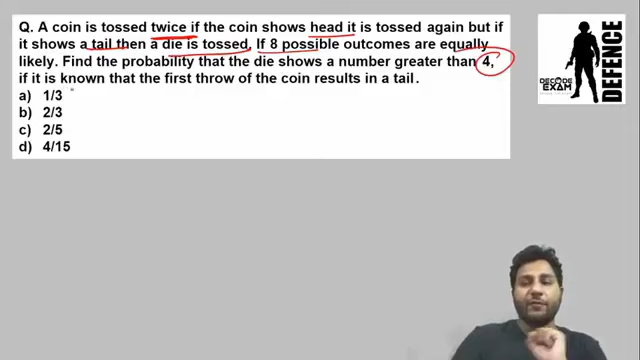 Q. A coin is tossed twice if the coin shows head it is tossed again but if
it shows a tail then a die is tossed. If 8 possible outcomes are equally
likely. Find the probability that the die shows a number greater than 4,
if it is known that the first throw of the coin results in a tail.
a) 1/3
b) 2/3
c) 2/5
d) 4/15
DECODE
EXAM
DEFENCE